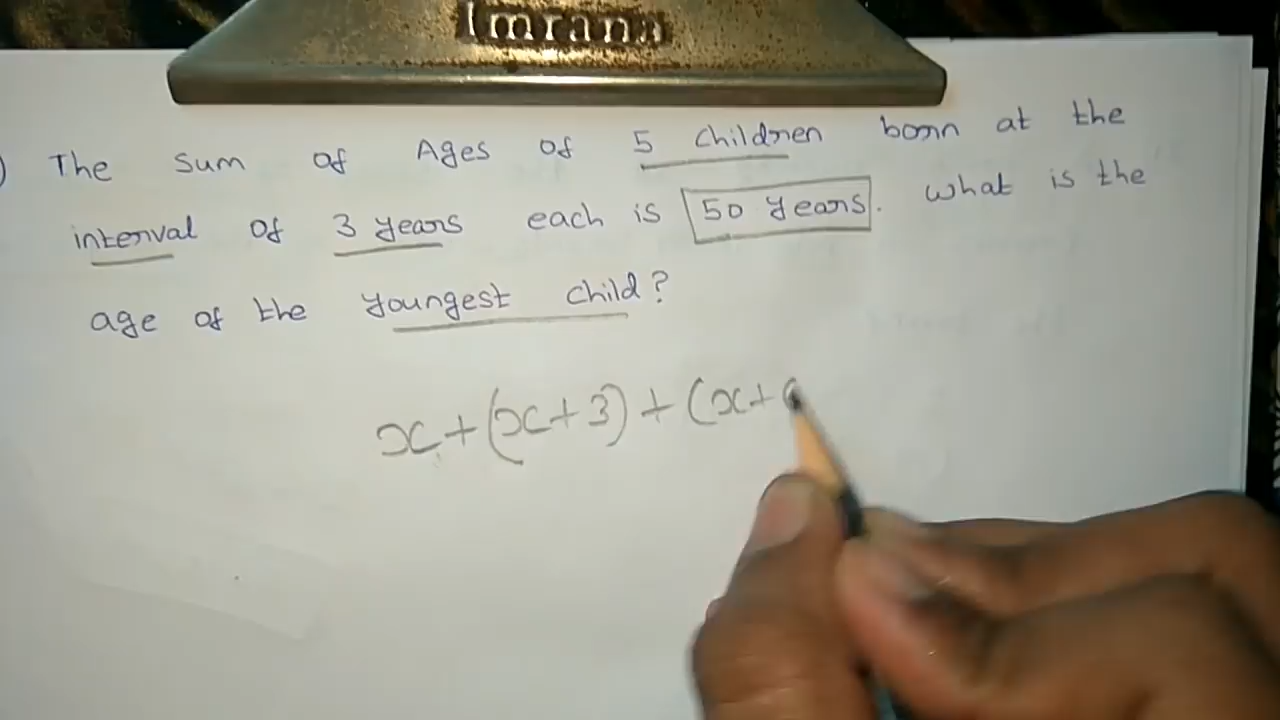 Imrana
) The Sum of Ages of 5 children born at the
interval of 3 years each is 50 years. what is the
age of the youngest child?
x+(x+3)+(x+